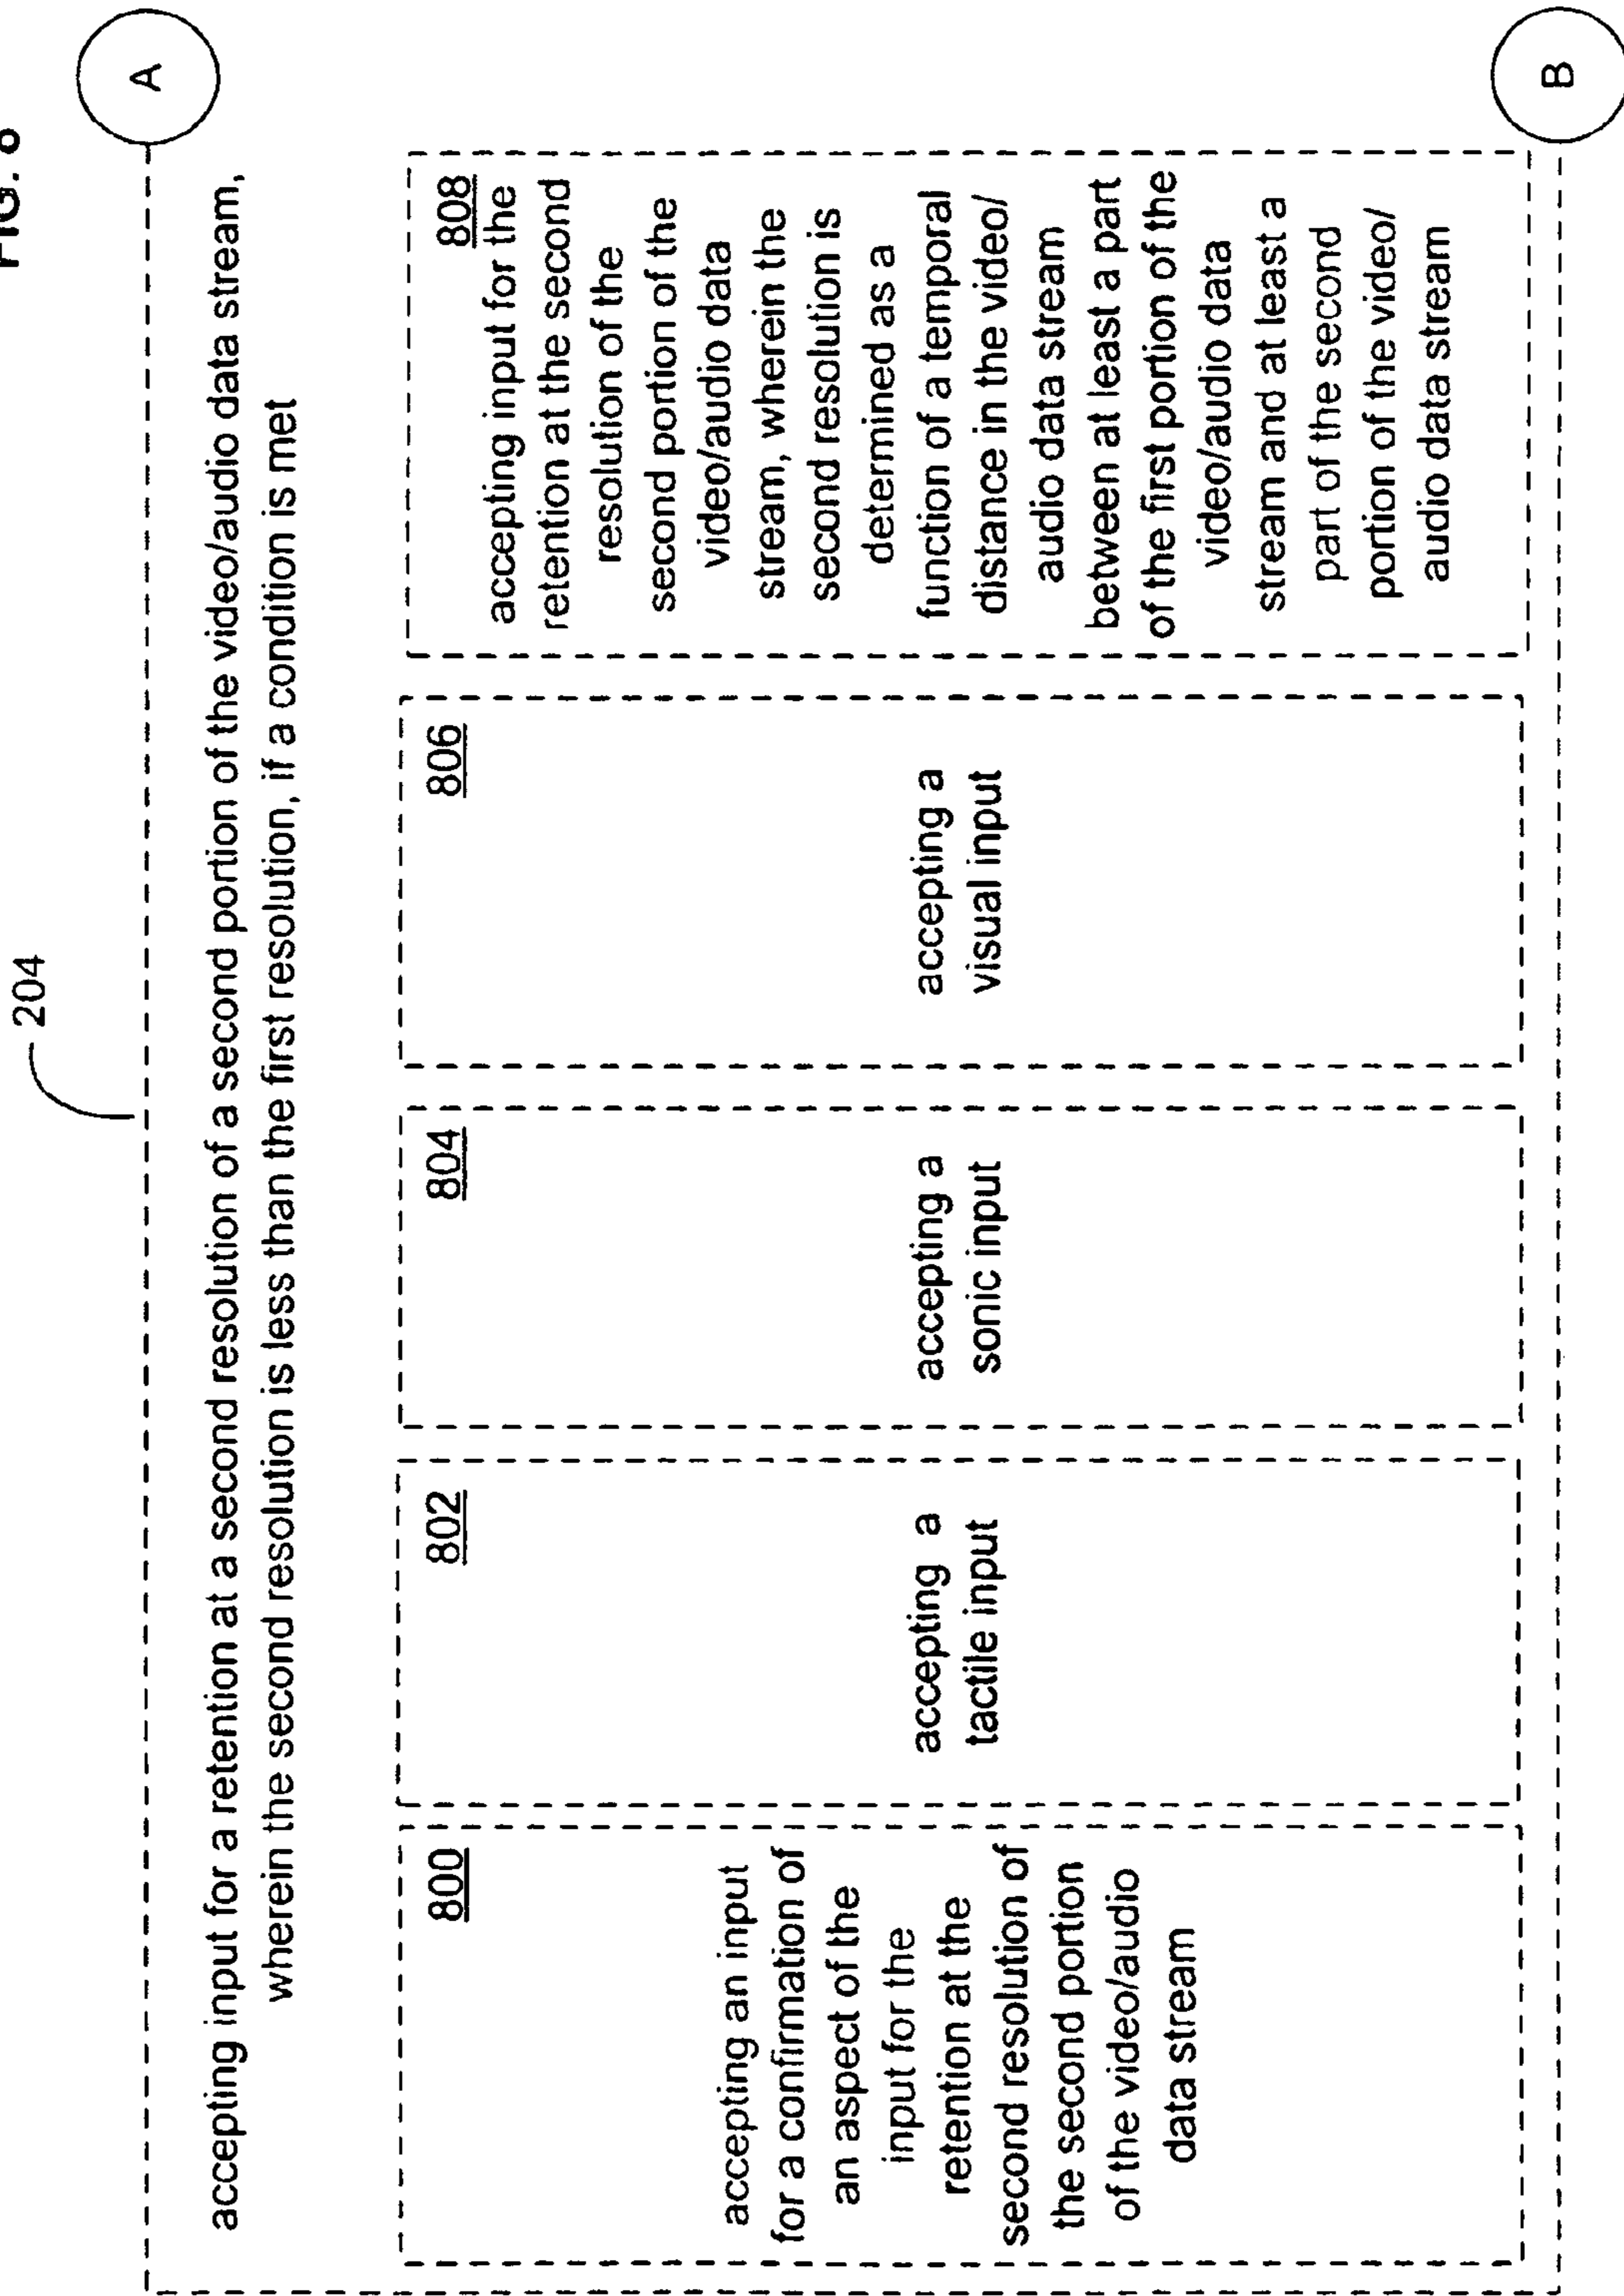 FIG. 8
204
A
accepting input for a retention at a second resolution of a second portion of the video/audio data stream,
wherein the second resolution is less than the first resolution, if a condition is met
800
accepting an input
for a confirmation of
an aspect of the
input for the
retention at the
second resolution of
the second portion
of the video/audio
data stream
802
accepting a
tactile input
804
accepting a
sonic input
806
accepting a
visual input
808
accepting input for the
retention at the second
resolution of the
second portion of the
video/audio data
stream, wherein the
second resolution is
determined as a
function of a temporal
distance in the video/
audio data stream
between at least a part
of the first portion of the
video/audio data
stream and at least a
part of the second
portion of the video/
audio data stream
B